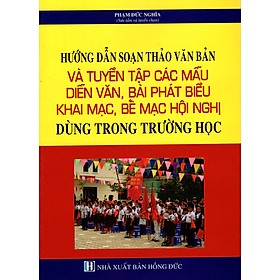 PHẠM ĐỨC NGHĨA
(Sưu tầm và tuyển chọn)
HƯỚNG DẪN SOẠN THẢO VĂN BẢN
VÀ TUYỂN TẬP CÁC MẪU
DIỄN VĂN, BÀI PHÁT BIỂU
KHAI MẠC, BẾ MẠC HỘI NGHỊ
DÙNG TRONG TRƯỜNG HỌC
NHÀ XUẤT BẢN HỒNG ĐỨC